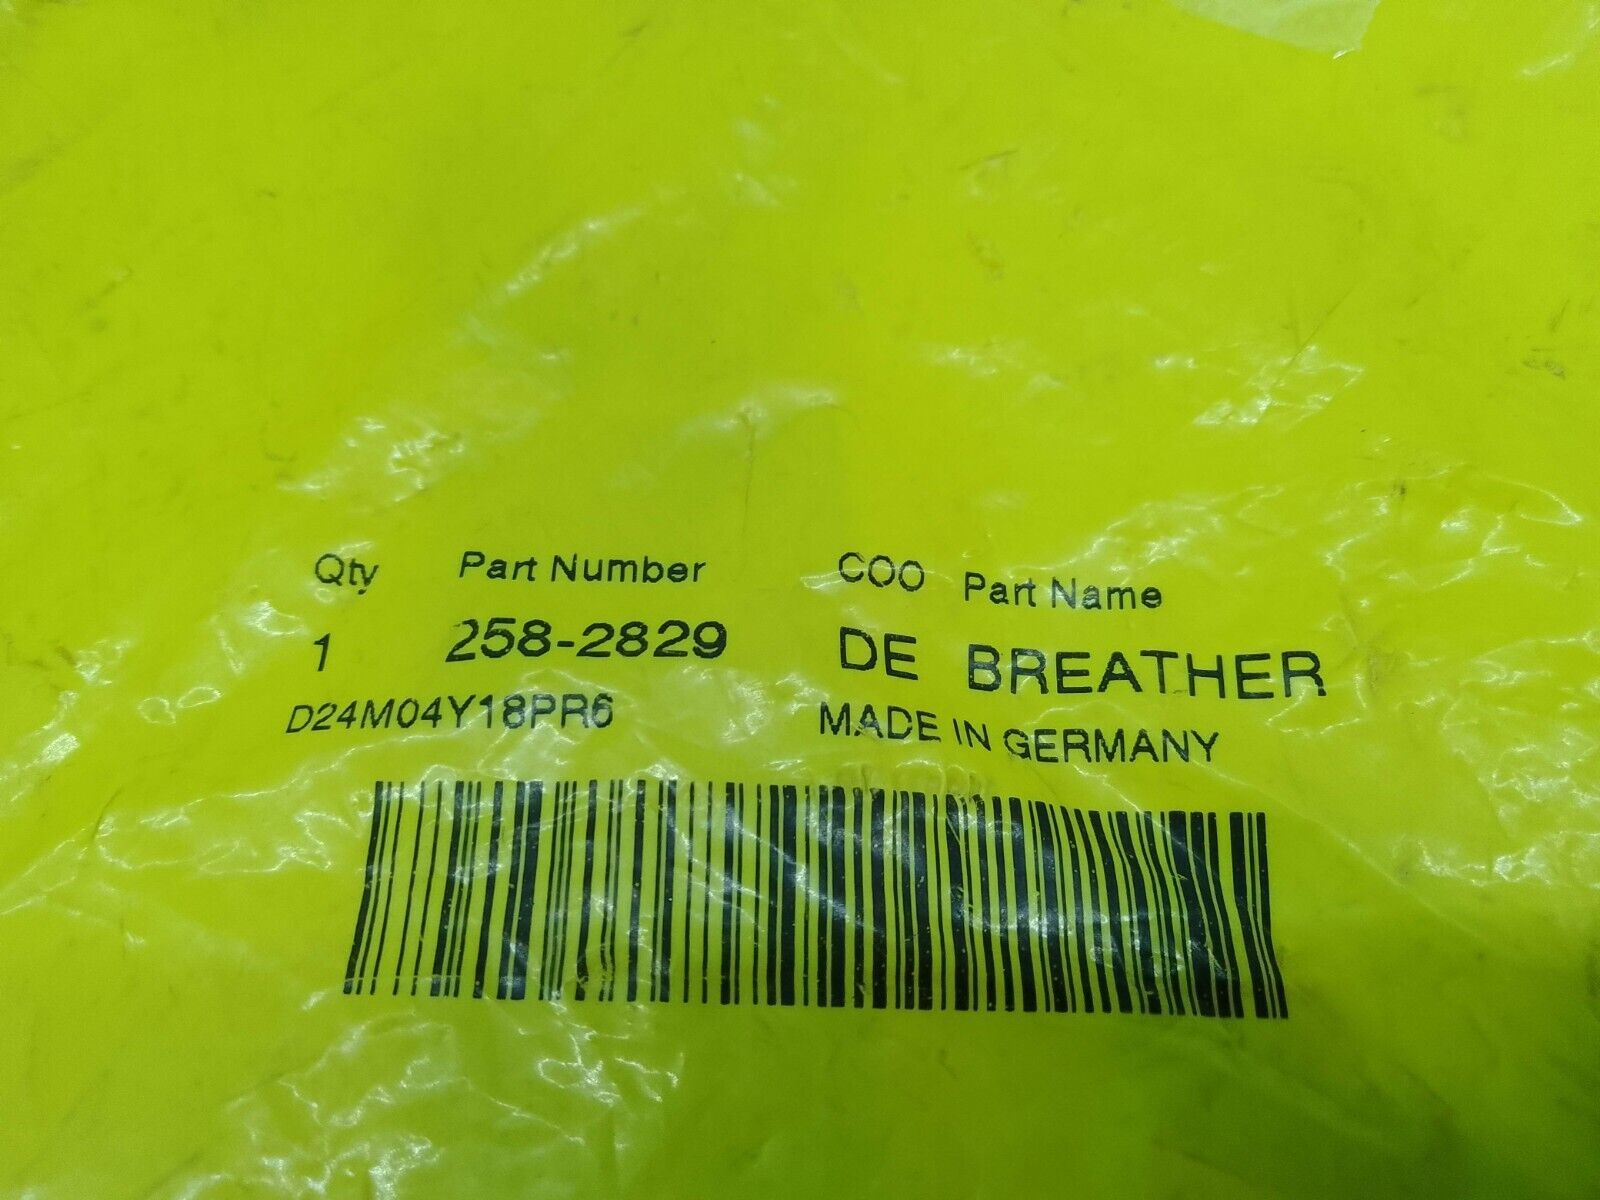 Qty Part Number COO Part Name
1 258-2829 DE BREATHER
D24M04Y18PR6 MADE IN GERMANY